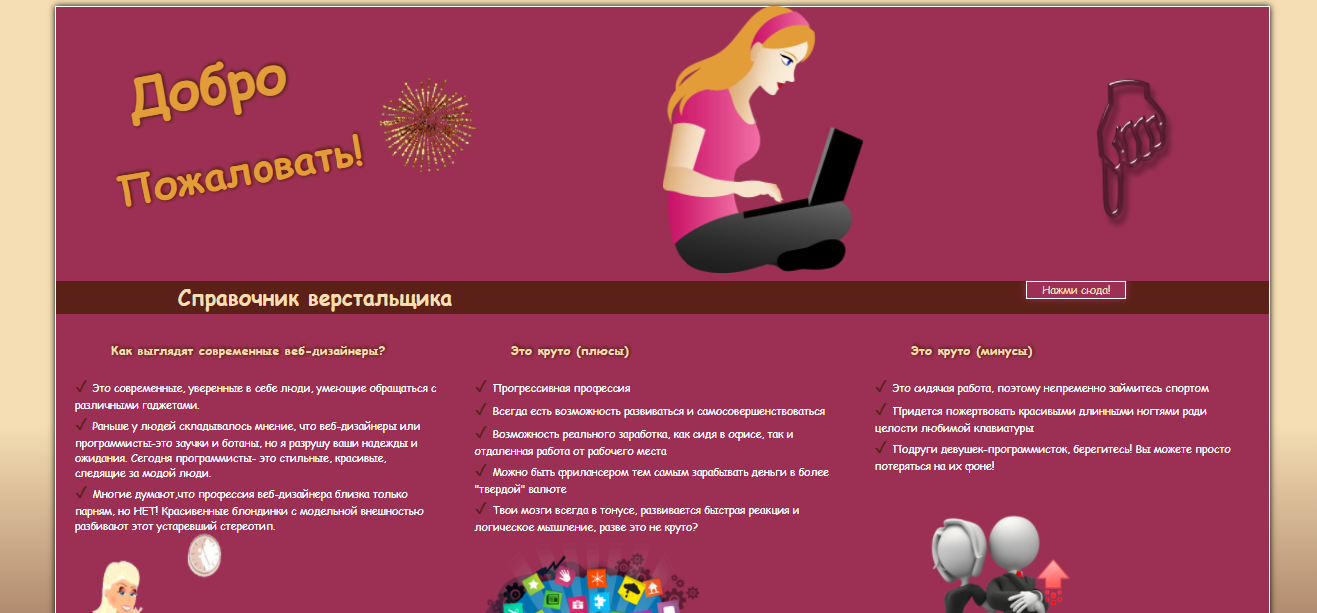 Добро
Пожаловать!
Справочник верстальщика
Нажми сюда!
Как выглядят современные веб-дизайнеры?
Это современные, уверенные в себе люди, умеющие обращаться с
различными гаджетами.
Раньше у людей складывалось мнение, что веб-дизайнеры или
программисты-это заучки и ботаны, но я разрушу ваши надежды и
ожидания. Сегодня программисты- это стильные, красивые,
следящие за модой люди.
Многие думают,что профессия веб-дизайнера близка только
парням, но НЕТ! Красивенные блондинки с модельной внешностью
разбивают этот устаревший стереотип.
Это круто (плюсы)
Прогрессивная профессия
Всегда есть возможность развиваться и самосовершенствоваться
Возможность реального заработка, как сидя в офисе, так и
отдаленная работа от рабочего места
Можно быть фрилансером тем самым зарабывать деньги в более
"твердой" валюте
Твои мозги всегда в тонусе, развивается быстрая реакция и
логическое мышление, разве это не круто?
Это круто (минусы)
Это сидячая работа, поэтому непременно займитесь спортом
Придется пожертвовать красивыми длинными ногтями ради
целости любимой клавиатуры
Подруги девушек-программисток, берегитесь! Вы можете просто
потеряться на их фоне!